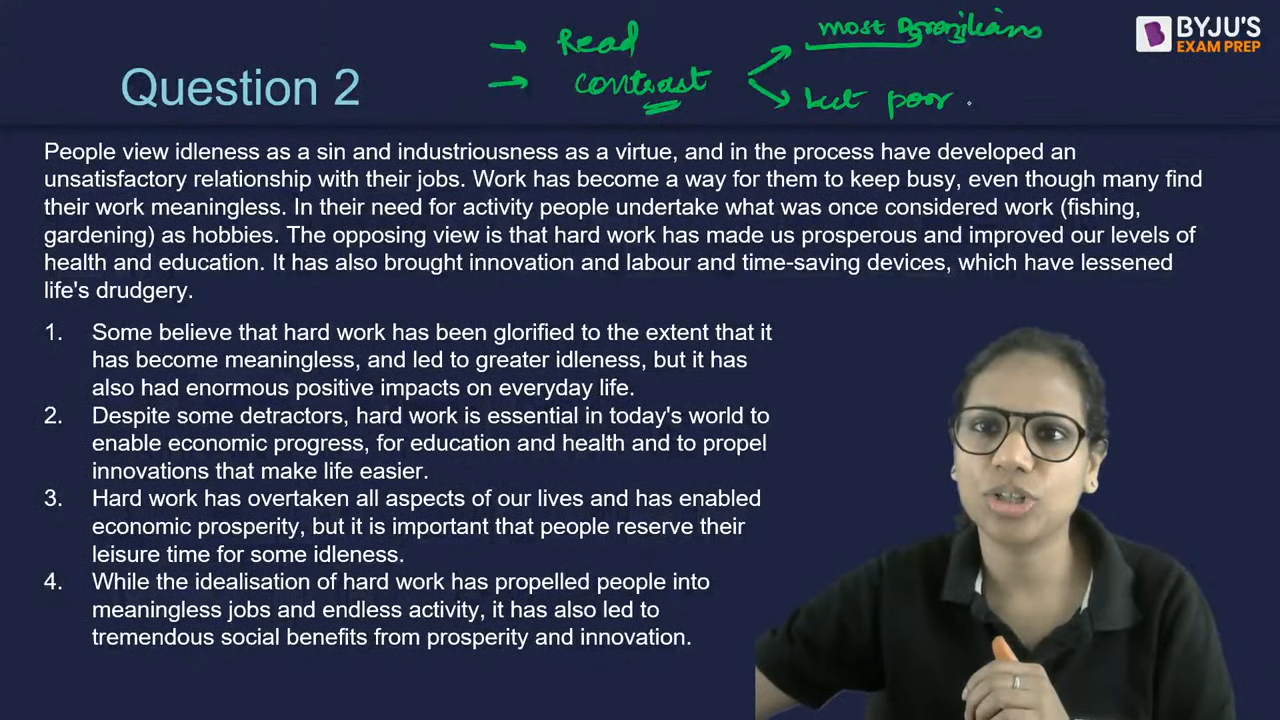 → Read
→ contrast
most Brazilians
but poor
BYJU'S
EXAM PREP
Question 2
People view idleness as a sin and industriousness as a virtue, and in the process have developed an
unsatisfactory relationship with their jobs. Work has become a way for them to keep busy, even though many find
their work meaningless. In their need for activity people undertake what was once considered work (fishing,
gardening) as hobbies. The opposing view is that hard work has made us prosperous and improved our levels of
health and education. It has also brought innovation and labour and time-saving devices, which have lessened
life's drudgery.
1. Some believe that hard work has been glorified to the extent that it
has become meaningless, and led to greater idleness, but it has
also had enormous positive impacts on everyday life.
2. Despite some detractors, hard work is essential in today's world to
enable economic progress, for education and health and to propel
innovations that make life easier.
3. Hard work has overtaken all aspects of our lives and has enabled
economic prosperity, but it is important that people reserve their
leisure time for some idleness.
4. While the idealisation of hard work has propelled people into
meaningless jobs and endless activity, it has also led to
tremendous social benefits from prosperity and innovation.